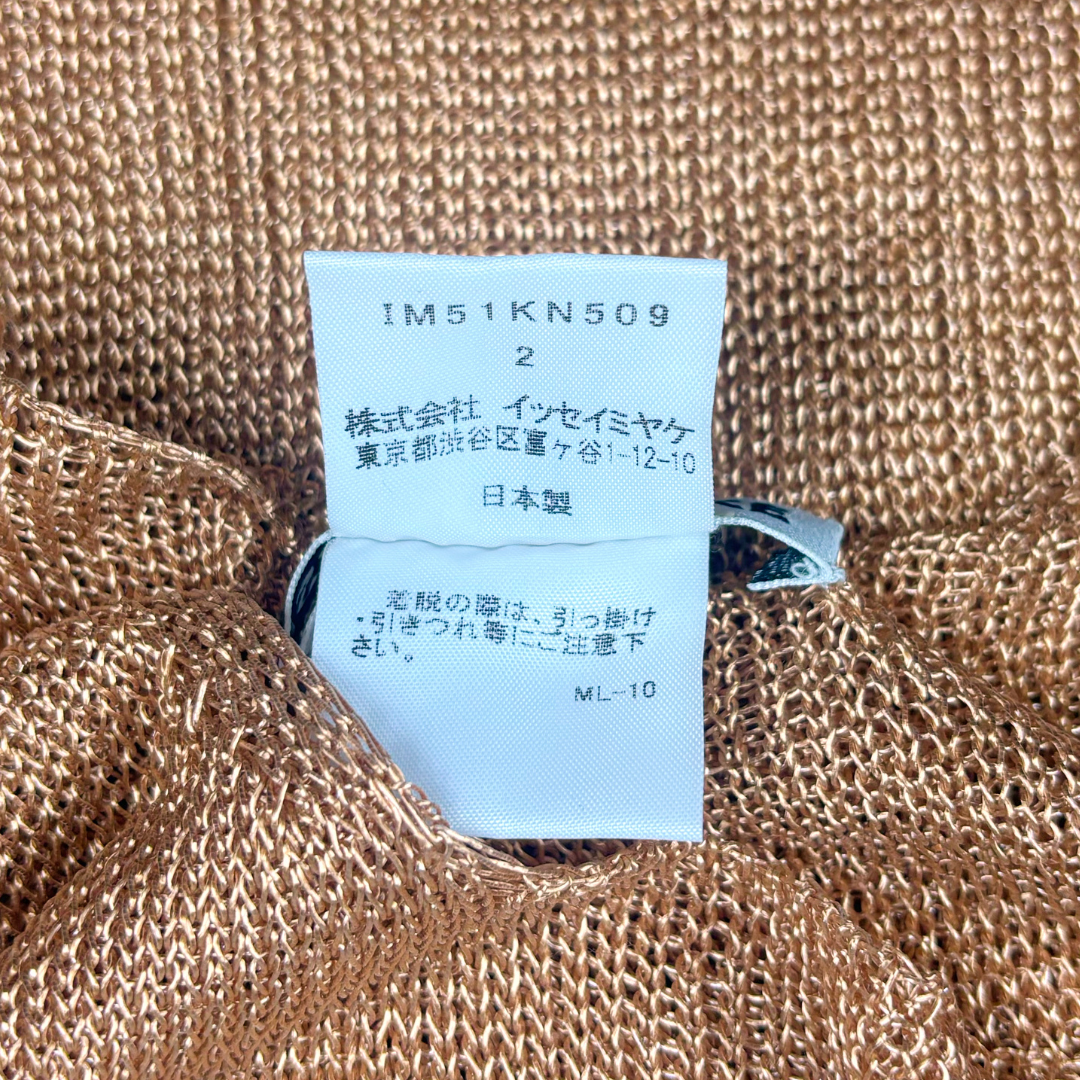 IM51KN509
2
株式会社 イッセイミヤケ
東京都渋谷区富ヶ谷1-12-10
日本製
着脱の際は、引っ掛け
・引きつれ等にご注意下
さい。
ML-10